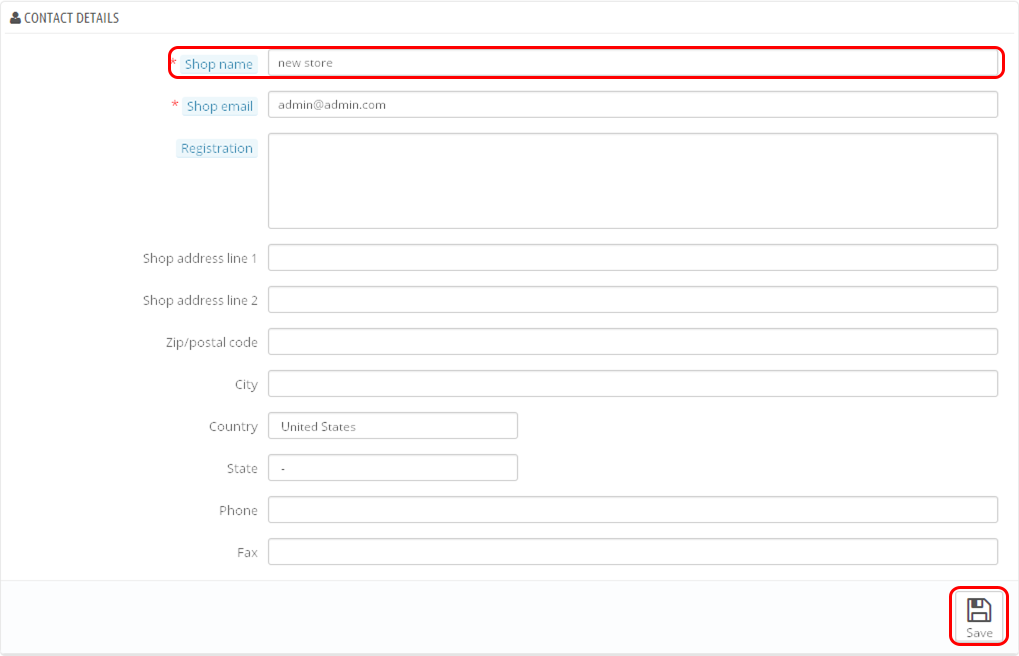 CONTACT DETAILS
* Shop name new store
* Shop email admin@admin.com
Registration
Shop address line 1
Shop address line 2
Zip/postal code
City
Country United States
State -
Phone
Fax
Save